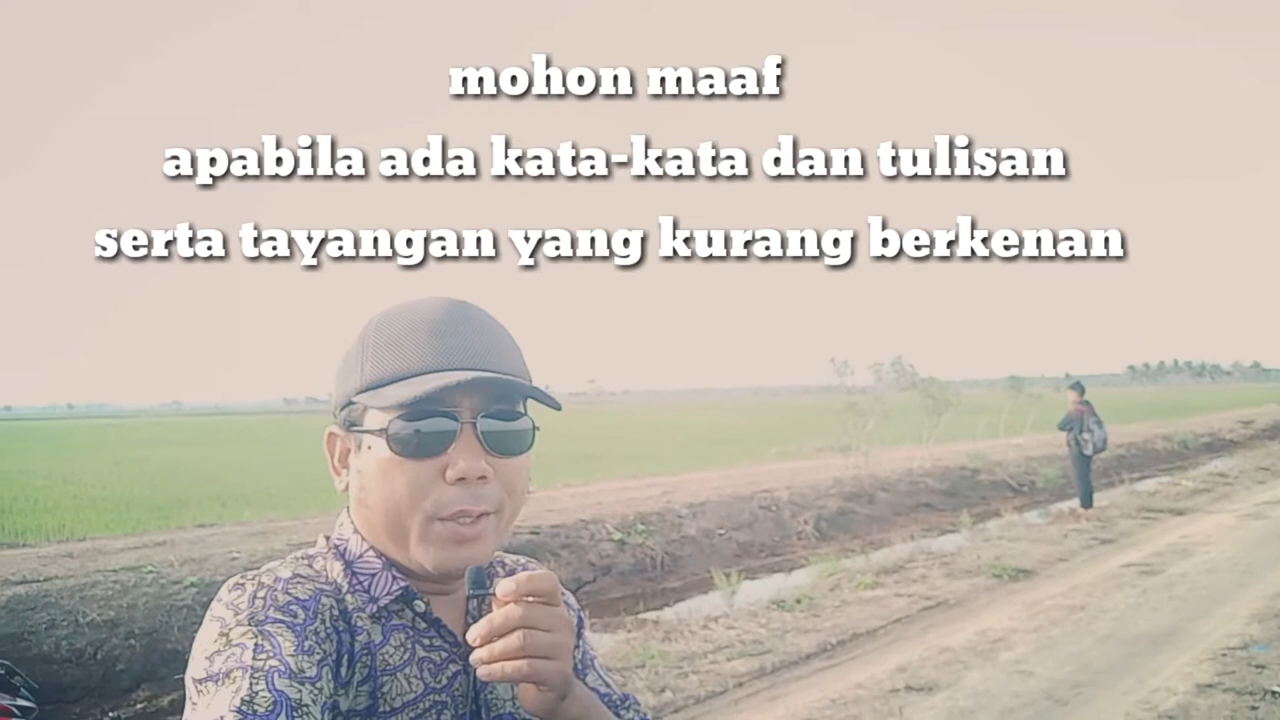 mohon maaf
apabila ada kata-kata dan tulisan
serta tayangan yang kurang berkenan